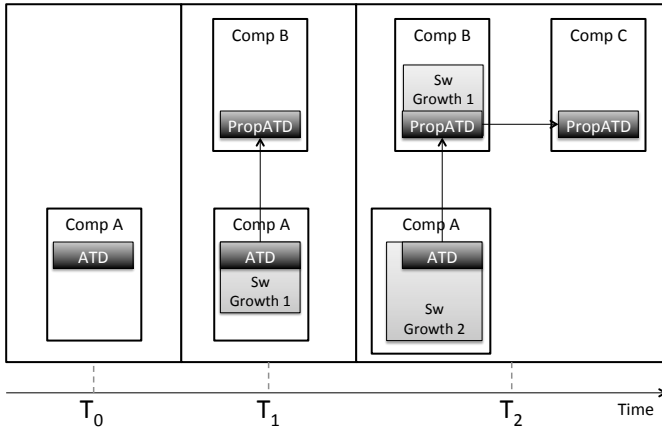 Comp B
PropATD
Comp B
Sw
Growth 1
PropATD
Comp C
PropATD
Comp A
ATD
Comp A
ATD
Sw
Growth 1
Comp A
ATD
Sw
Growth 2
T0
T1
T2
Time